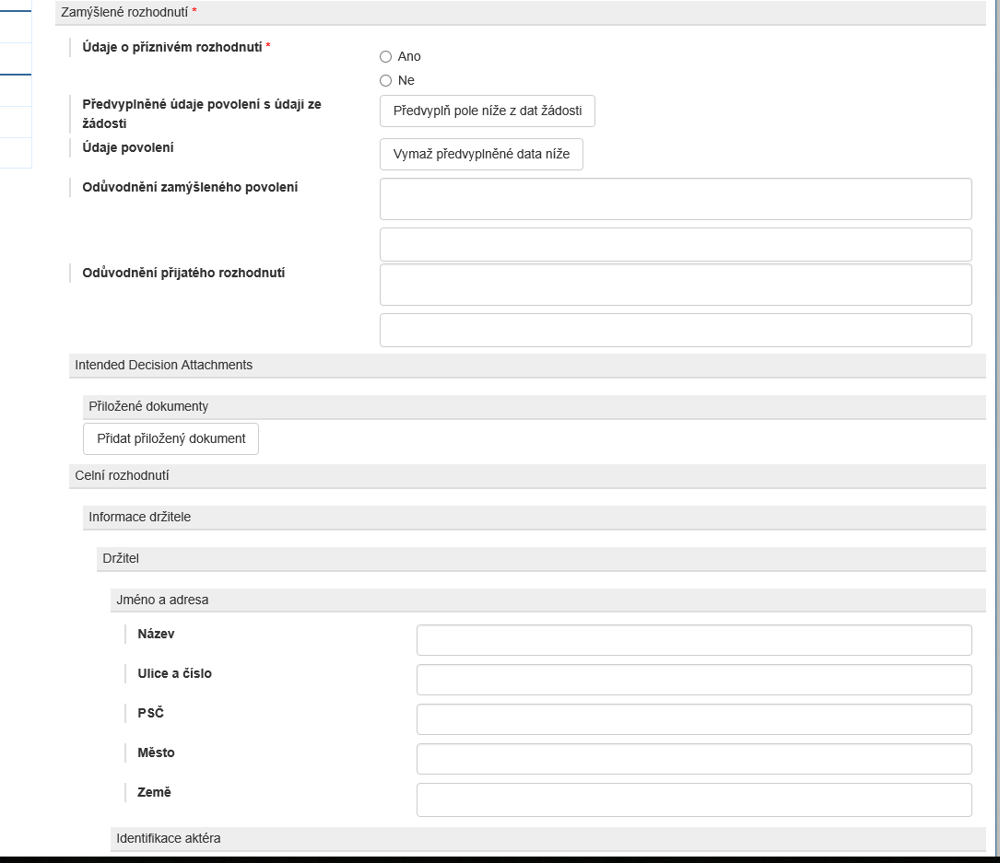 Zamýšlené rozhodnutí *
Údaje o příznivém rozhodnutí *
Ano
Ne
Předvyplněné údaje povolení s údaji ze
žádosti
Předvyplň pole níže z dat žádosti
Údaje povolení
Vymaž předvyplněné data níže
Odůvodnění zamýšleného povolení
Odůvodnění přijatého rozhodnutí
Intended Decision Attachments
Přiložené dokumenty
Přidat přiložený dokument
Celní rozhodnutí
Informace držitele
Držitel
Jméno a adresa
Název
Ulice a číslo
PSČ
Město
Země
Identifikace aktéra